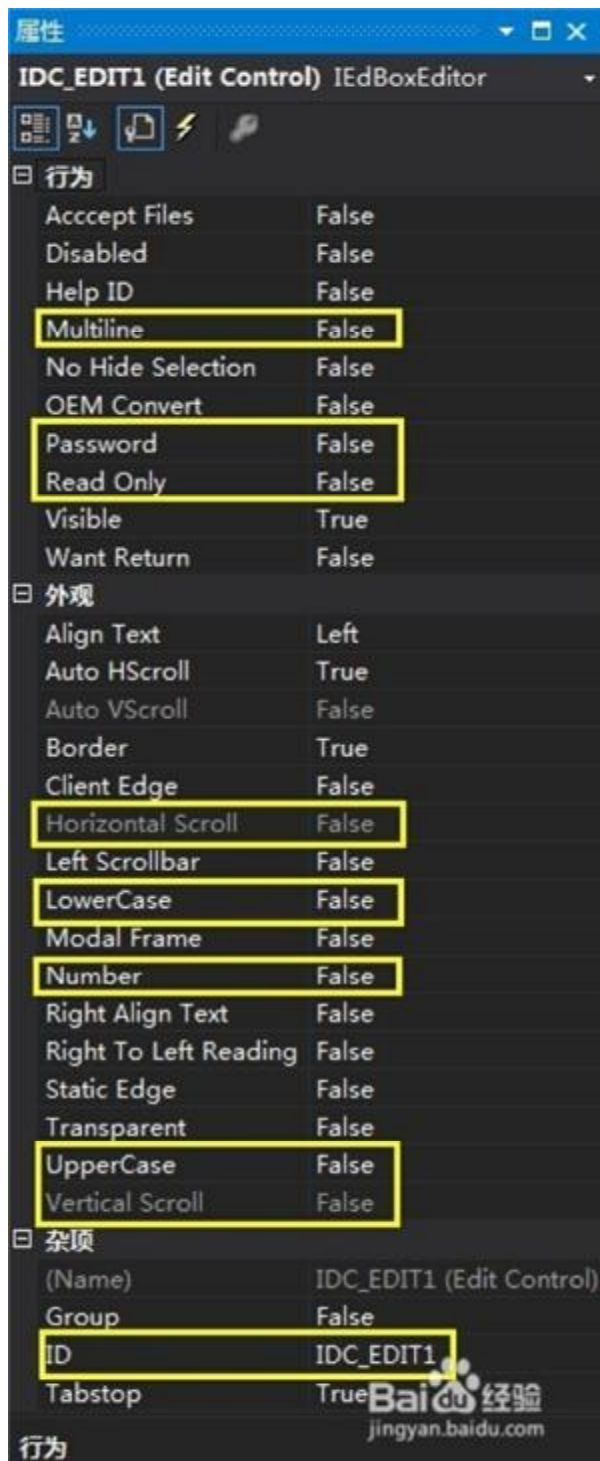 属性
IDC_EDIT1 (Edit Control) IEdBoxEditor
行为
Acccept Files False
Disabled False
Help ID False
Multiline False
No Hide Selection False
OEM Convert False
Password False
Read Only False
Visible True
Want Return False
外观
Align Text Left
Auto HScroll True
Auto VScroll False
Border True
Client Edge False
Horizontal Scroll False
Left Scrollbar False
LowerCase False
Modal Frame False
Number False
Right Align Text False
Right To Left Reading False
Static Edge False
Transparent False
UpperCase False
Vertical Scroll False
杂项
(Name) IDC_EDIT1 (Edit Control)
Group False
ID IDC_EDIT1
Tabstop True
Baidu 经验
jingyan.baidu.com
行为